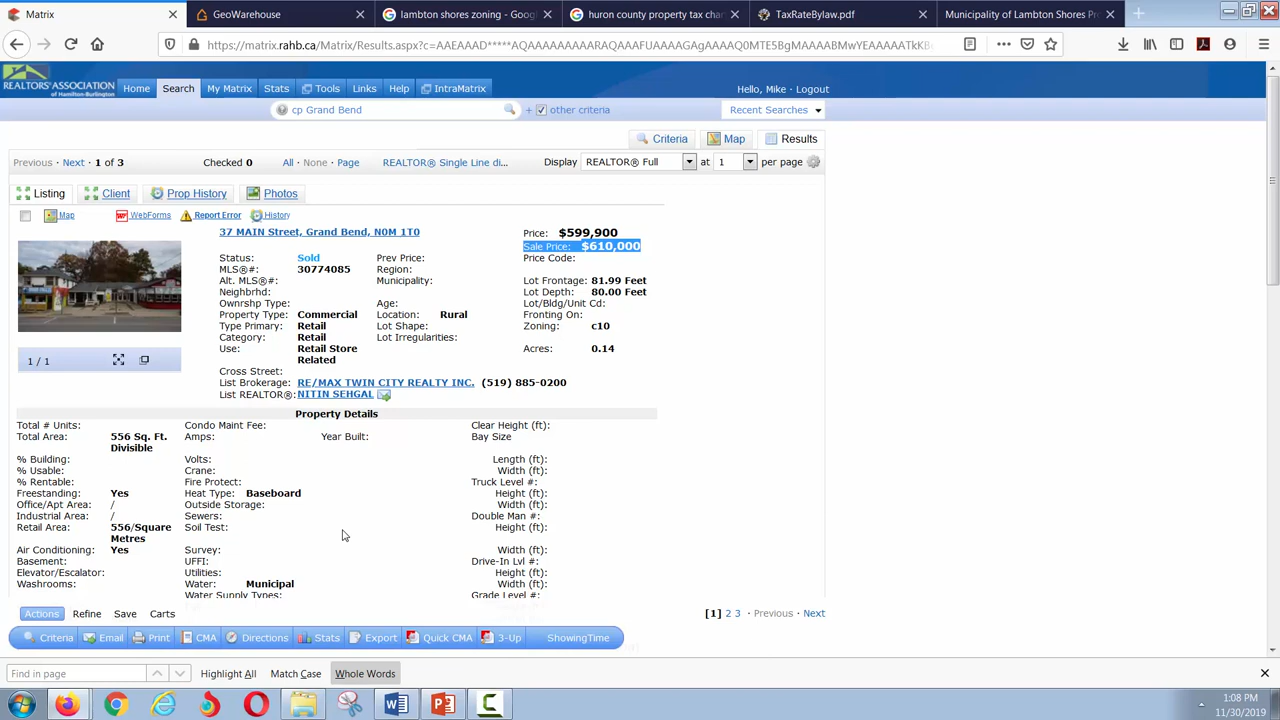 Matrix
GeoWarehouse
lambton shores zoning - Goog
huron county property tax char
TaxRateBylaw.pdf
Municipality of Lambton Shores Pro
https://matrix.rahb.ca/Matrix/Results.aspx?c=
REALTORS' ASSOCIATION
of Hamilton-Burlington
Home Search My Matrix Stats Tools Links Help IntraMatrix
Hello, Mike - Logout
cp Grand Bend
+ other criteria
Recent Searches
Criteria Map Results
Previous · Next · 1 of 3 Checked 0 All · None · Page REALTOR® Single Line di... Display REALTOR® Full at 1 per page
Listing Client Prop History Photos
Map WebForms Report Error History
37 MAIN Street, Grand Bend, N0M 1T0
Price: $599,900
Sale Price: $610,000
Status: Sold Prev Price: Price Code:
MLS®#: 30774085 Region:
Alt. MLS®#: Municipality: Lot Frontage: 81.99 Feet
Neighbrhd: Lot Depth: 80.00 Feet
Ownrshp Type: Age: Lot/Bldg/Unit Cd:
Property Type: Commercial Location: Rural Fronting On:
Type Primary: Retail Lot Shape: Zoning: c10
Category: Retail Lot Irregularities:
Use: Retail Store Related Acres: 0.14
1 / 1
Cross Street:
List Brokerage: RE/MAX TWIN CITY REALTY INC. (519) 885-0200
List REALTOR®: NITIN SEHGAL
Property Details
Total # Units: Condo Maint Fee: Clear Height (ft):
Total Area: 556 Sq. Ft. Divisible Amps: Year Built: Bay Size
% Building: Volts: Length (ft):
% Usable: Crane: Width (ft):
% Rentable: Fire Protect: Truck Level #:
Freestanding: Yes Heat Type: Baseboard Height (ft):
Office/Apt Area: / Outside Storage: Width (ft):
Industrial Area: / Sewers: Double Man #:
Retail Area: 556/Square Metres Soil Test: Height (ft):
Air Conditioning: Yes Survey: Width (ft):
Basement: UFFI: Drive-In Lvl #:
Elevator/Escalator: Utilities: Height (ft):
Washrooms: Water: Municipal Width (ft):
Water Supply Types: Grade Level #:
Actions Refine Save Carts
[1] 2 3 · Previous · Next
Criteria Email Print CMA Directions Stats Export Quick CMA 3-Up ShowingTime
Find in page Highlight All Match Case Whole Words
1:08 PM
11/30/2019